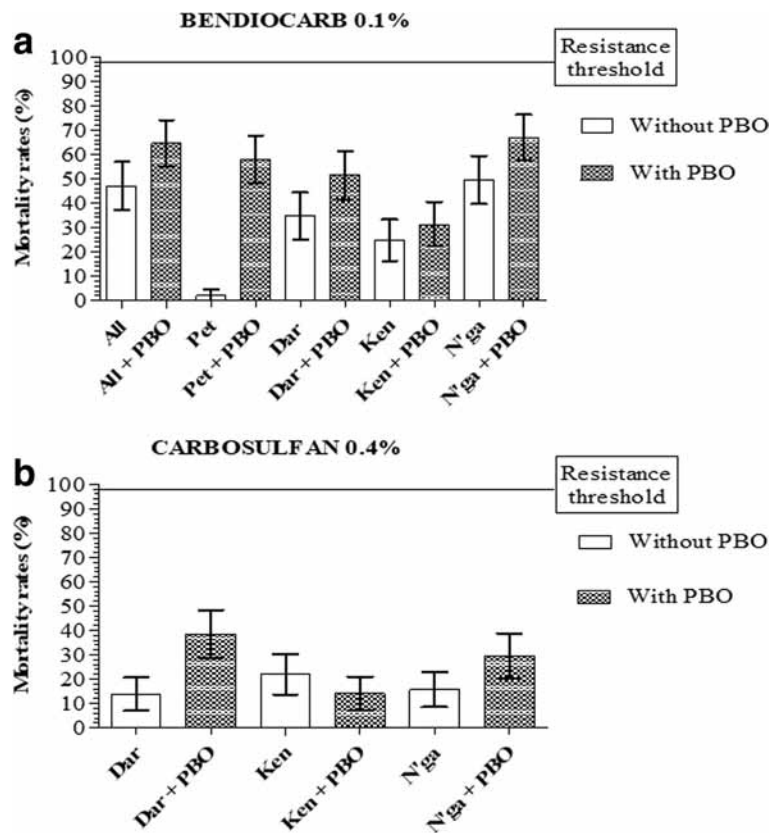 a
BENDIOCARB 0.1%
Mortality rates (%)
100
90
80
70
60
50
40
30
20
10
0
Resistance
threshold
Without PBO
With PBO
All
All + PBO
Pet
Pet + PBO
Dar
Dar + PBO
Ken
Ken + PBO
N'ga
N'ga + PBO
b
CARBOSULFAN 0.4%
Mortality rates (%)
100
90
80
70
60
50
40
30
20
10
0
Resistance
threshold
Without PBO
With PBO
Dar
Dar + PBO
Ken
Ken + PBO
N'ga
N'ga + PBO